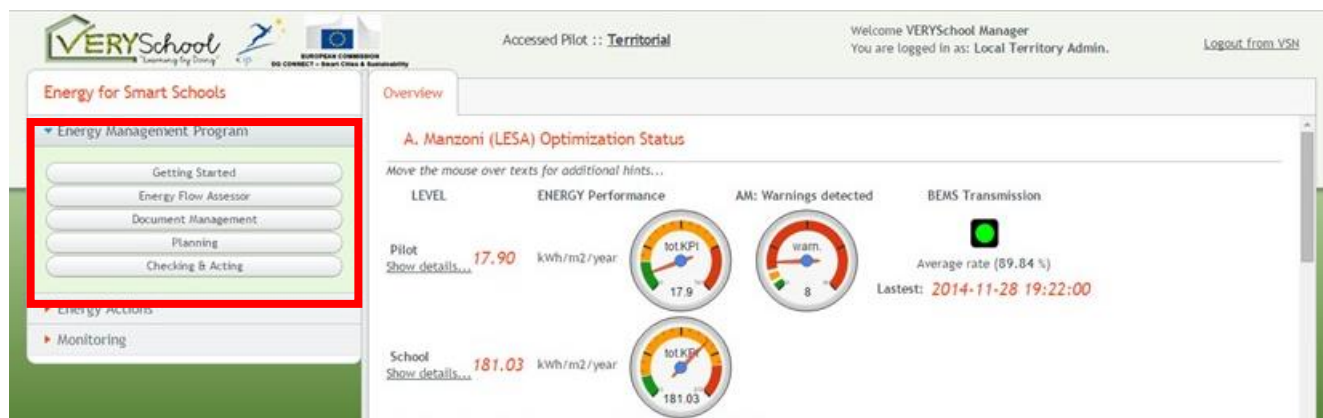 VERYSchool
"Learning by Doing"
cip
EUROPEAN COMMISSION
DG CONNECT - Smart Cities & Sustainability
Accessed Pilot :: Territorial
Welcome VERYSchool Manager
You are logged in as: Local Territory Admin.
Logout from VSN
Energy for Smart Schools
Energy Management Program
Getting Started
Energy Flow Assessor
Document Management
Planning
Checking & Acting
Energy Actions
Monitoring
Overview
A. Manzoni (LESA) Optimization Status
Move the mouse over texts for additional hints...
LEVEL ENERGY Performance AM: Warnings detected BEMS Transmission
Pilot
Show details...
17.90 kWh/m2/year
tot.KPI
17.9
warn.
8
Average rate (89.84 %)
Lastest: 2014-11-28 19:22:00
School
Show details...
181.03 kWh/m2/year
tot.KPI
181.03